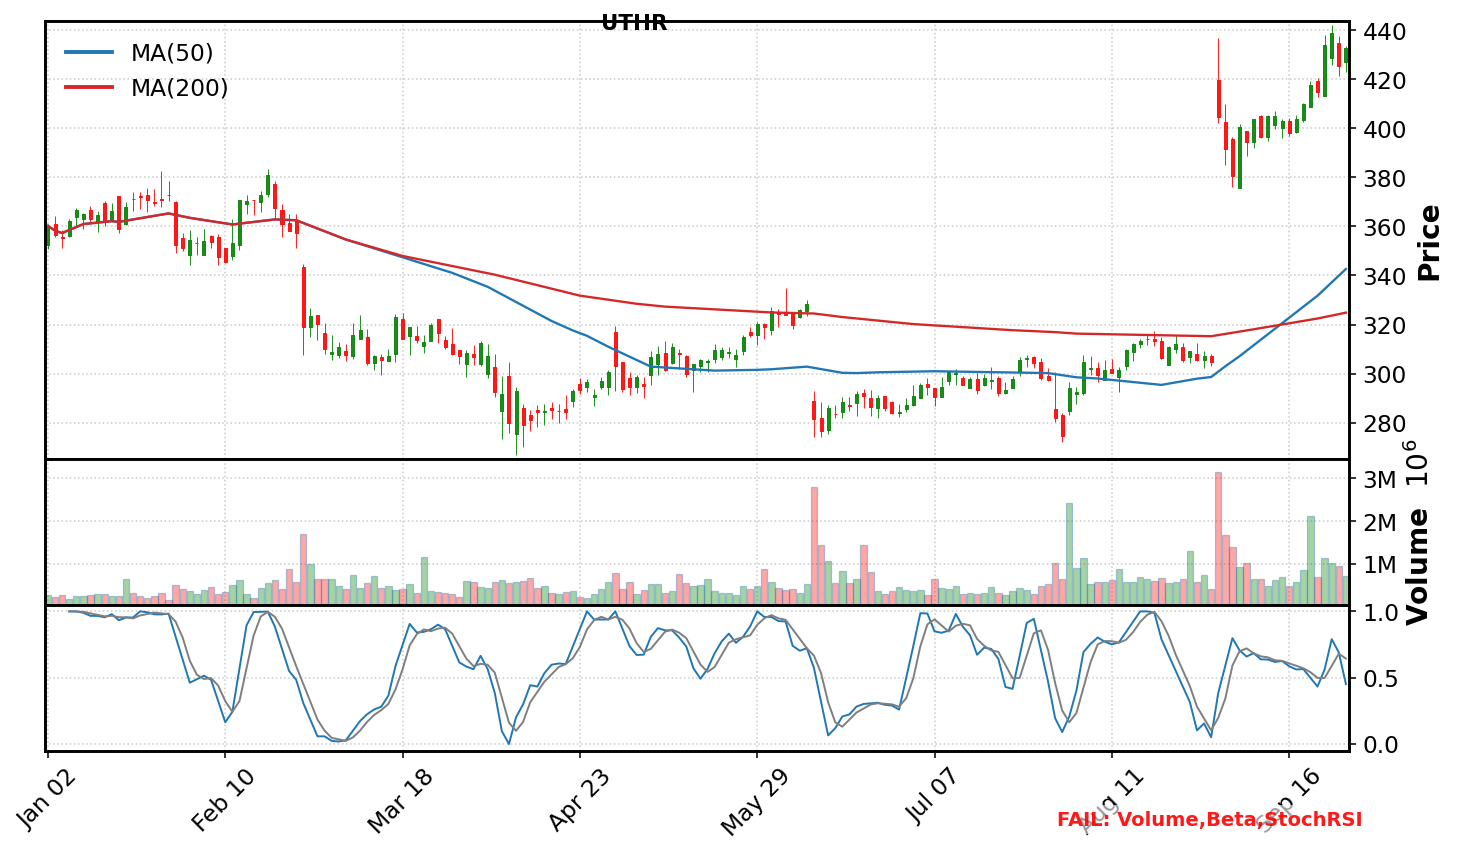 UTHR
MA(50)
MA(200)
440
420
400
380
360
340
320
300
280
Price
3M
2M
1M
Volume 10^6
1.0
0.5
0.0
Jan 02
Feb 10
Mar 18
Apr 23
May 29
Jul 07
Aug 11
Sep 16
FAIL: Volume,Beta,StochRSI